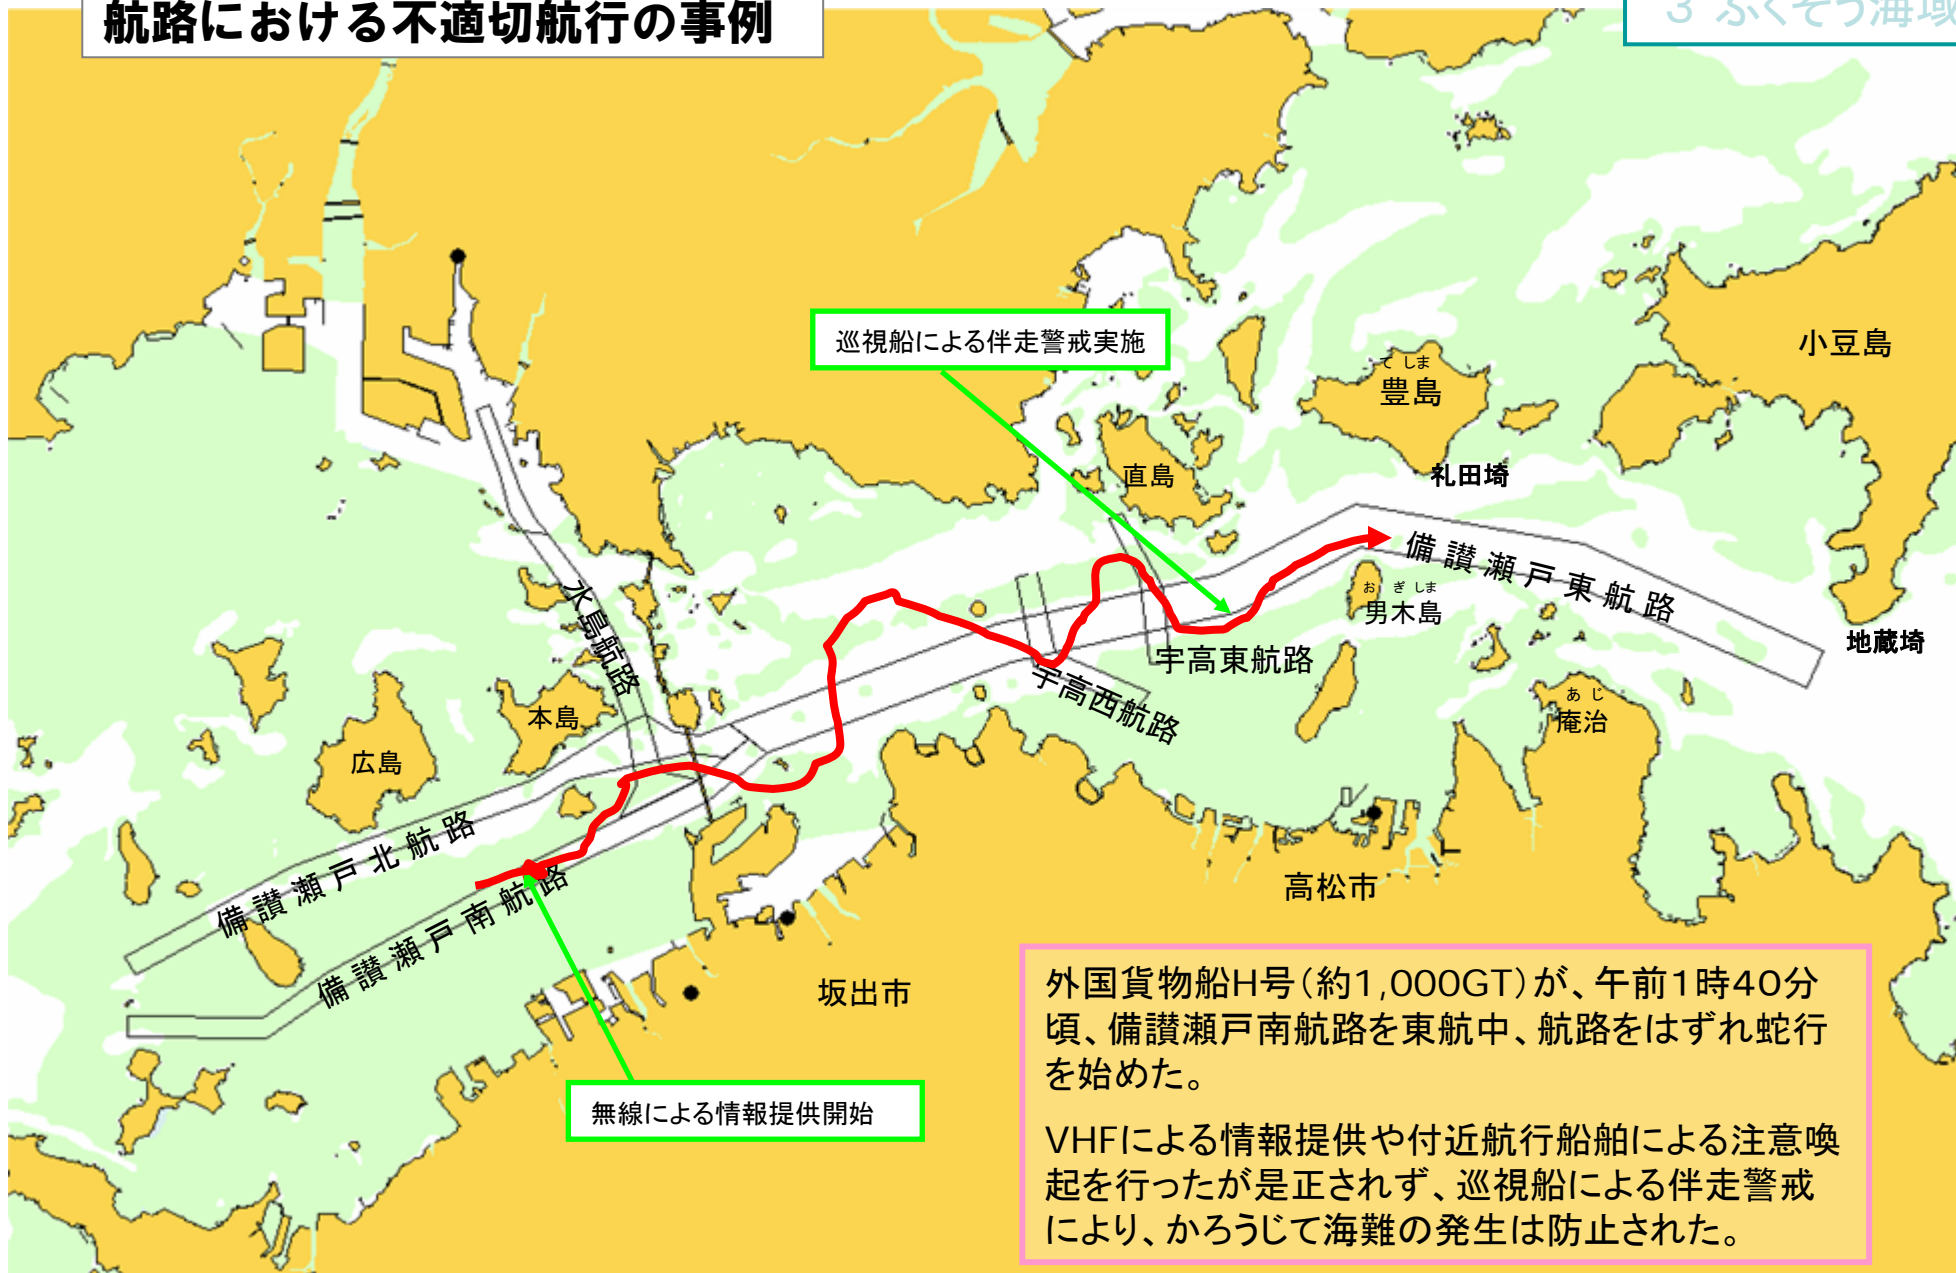 航路における不適切航行の事例
3 ふくそう海域
巡視船による伴走警戒実施
小豆島
てしま
豊島
直島
礼田埼
備讃瀬戸東航路
おぎしま
男木島
地蔵埼
水島航路
宇高東航路
宇高西航路
あじ
庵治
本島
広島
備讃瀬戸北航路
備讃瀬戸南航路
高松市
坂出市
無線による情報提供開始
外国貨物船H号(約1,000GT)が、午前1時40分
頃、備讃瀬戸南航路を東航中、航路をはずれ蛇行
を始めた。
VHFによる情報提供や付近航行船舶による注意喚
起を行ったが是正されず、巡視船による伴走警戒
により、かろうじて海難の発生は防止された。